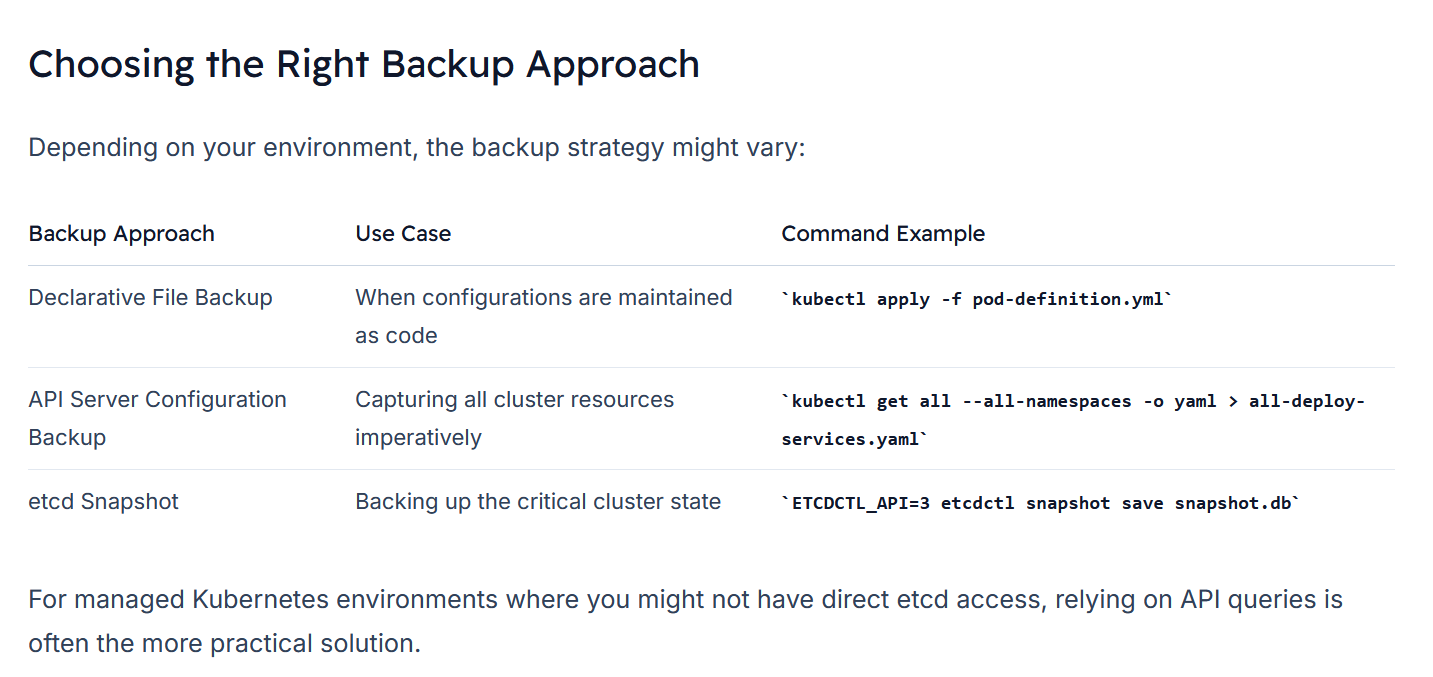 Choosing the Right Backup Approach
Depending on your environment, the backup strategy might vary:
Backup Approach Use Case Command Example
Declarative File Backup When configurations are maintained `kubectl apply -f pod-definition.yml`
as code
API Server Configuration Capturing all cluster resources `kubectl get all --all-namespaces -o yaml > all-deploy-
Backup imperatively services.yaml`
etcd Snapshot Backing up the critical cluster state `ETCDCTL_API=3 etcdctl snapshot save snapshot.db`
For managed Kubernetes environments where you might not have direct etcd access, relying on API queries is
often the more practical solution.